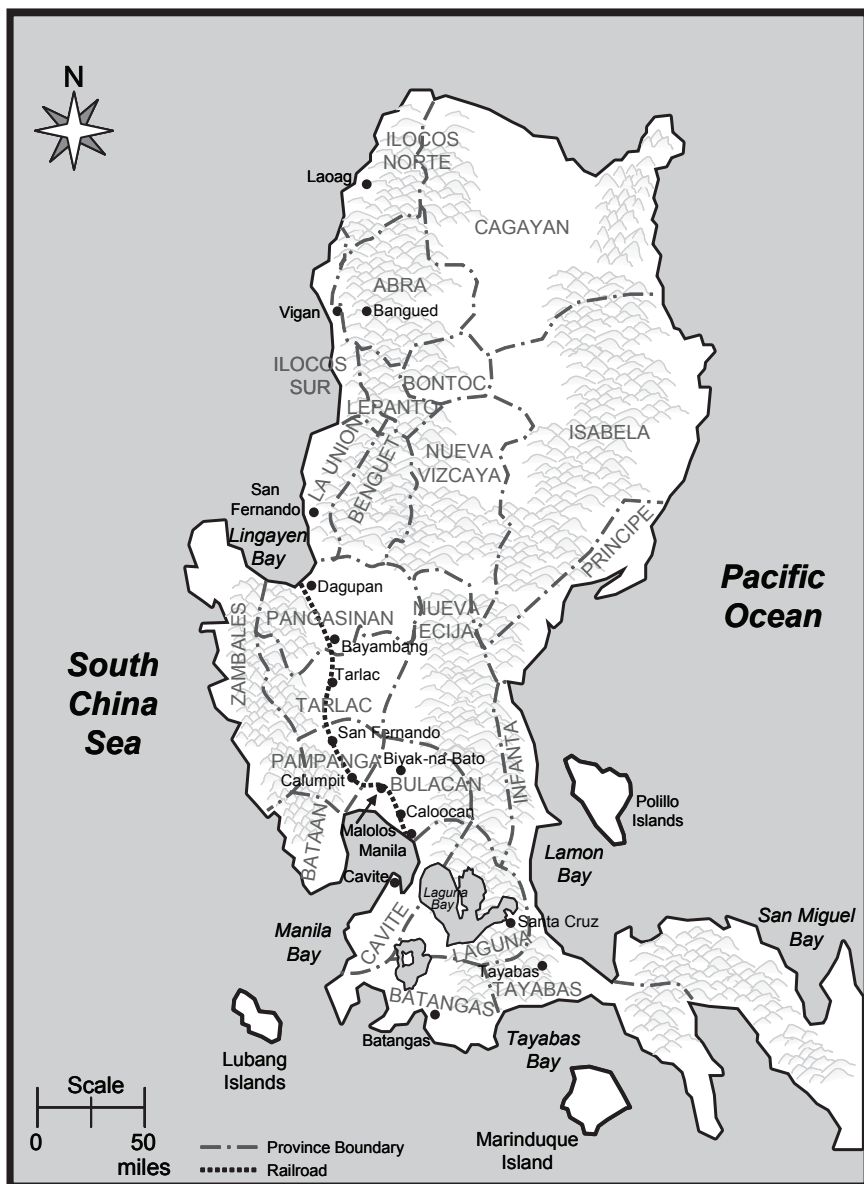 N
ILOCOS
NORTE
Laoag
CAGAYAN
ABRA
Vigan
Bangued
ILOCOS
SUR
BONTOC
LEPANTO
ISABELA
LA UNION
BENGUET
NUEVA
VIZCAYA
San
Fernando
Lingayen
Bay
PRINCIPE
Dagupan
Pacific
Ocean
NUEVA
ECIJA
PANGASINAN
ZAMBALES
Bayambang
South
China
Sea
Tarlac
TARLAC
San Fernando
INFANTA
PAMPANGA
Biyak-na-Bato
Calumpit
BULACAN
Polillo
Islands
Caloocan
BATAAN
Malolos
Manila
Lamon
Bay
Cavite
Laguna
Bay
Manila
Bay
CAVITE
Santa Cruz
San Miguel
Bay
LAGUNA
Tayabas
TAYABAS
BATANGAS
Batangas
Tayabas
Bay
Lubang
Islands
Scale
0 50
miles
Marinduque
Island
Province Boundary
Railroad